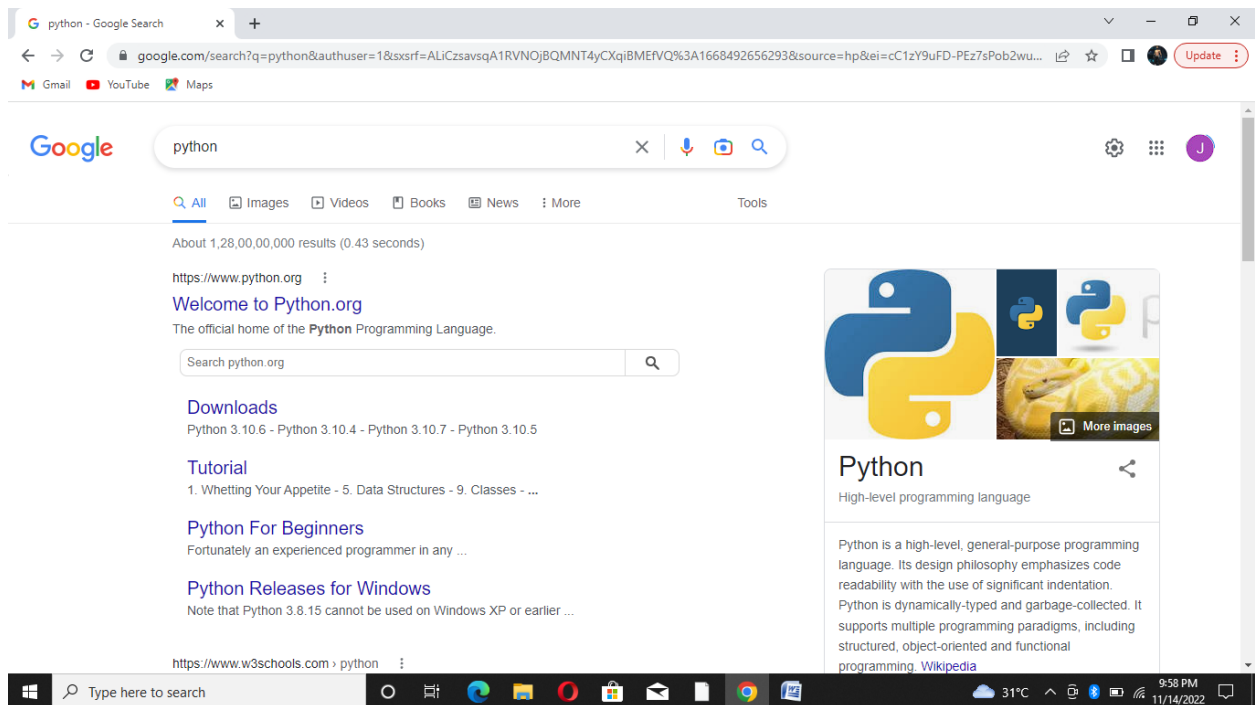 python - Google Search
google.com/search?q=python&authuser=1&sxsrf=ALiCzsavsqA1RVNOjBQMNT4yCXqiBMEfVQ%3A1668492656293&source=hp&ei=cC1zY9uFD-PEz7sPob2wu...
Update
Gmail YouTube Maps
Google python J
All Images Videos Books News More Tools
About 1,28,00,00,000 results (0.43 seconds)
https://www.python.org
Welcome to Python.org
The official home of the Python Programming Language.
Search python.org
Downloads
Python 3.10.6 - Python 3.10.4 - Python 3.10.7 - Python 3.10.5
Tutorial
1. Whetting Your Appetite - 5. Data Structures - 9. Classes - ...
Python For Beginners
Fortunately an experienced programmer in any ...
Python Releases for Windows
Note that Python 3.8.15 cannot be used on Windows XP or earlier ...
https://www.w3schools.com › python
More images
Python
High-level programming language
Python is a high-level, general-purpose programming
language. Its design philosophy emphasizes code
readability with the use of significant indentation.
Python is dynamically-typed and garbage-collected. It
supports multiple programming paradigms, including
structured, object-oriented and functional
programming. Wikipedia
Type here to search
31°C
9:58 PM
11/14/2022